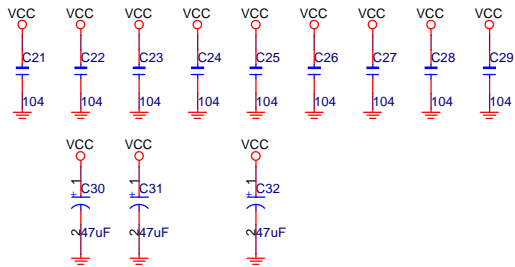 VCC VCC VCC VCC VCC VCC VCC VCC VCC
C21 C22 C23 C24 C25 C26 C27 C28 C29
104 104 104 104 104 104 104 104 104
VCC VCC VCC
1 1 1
+ C30 + C31 + C32
2 47uF 2 47uF 2 47uF